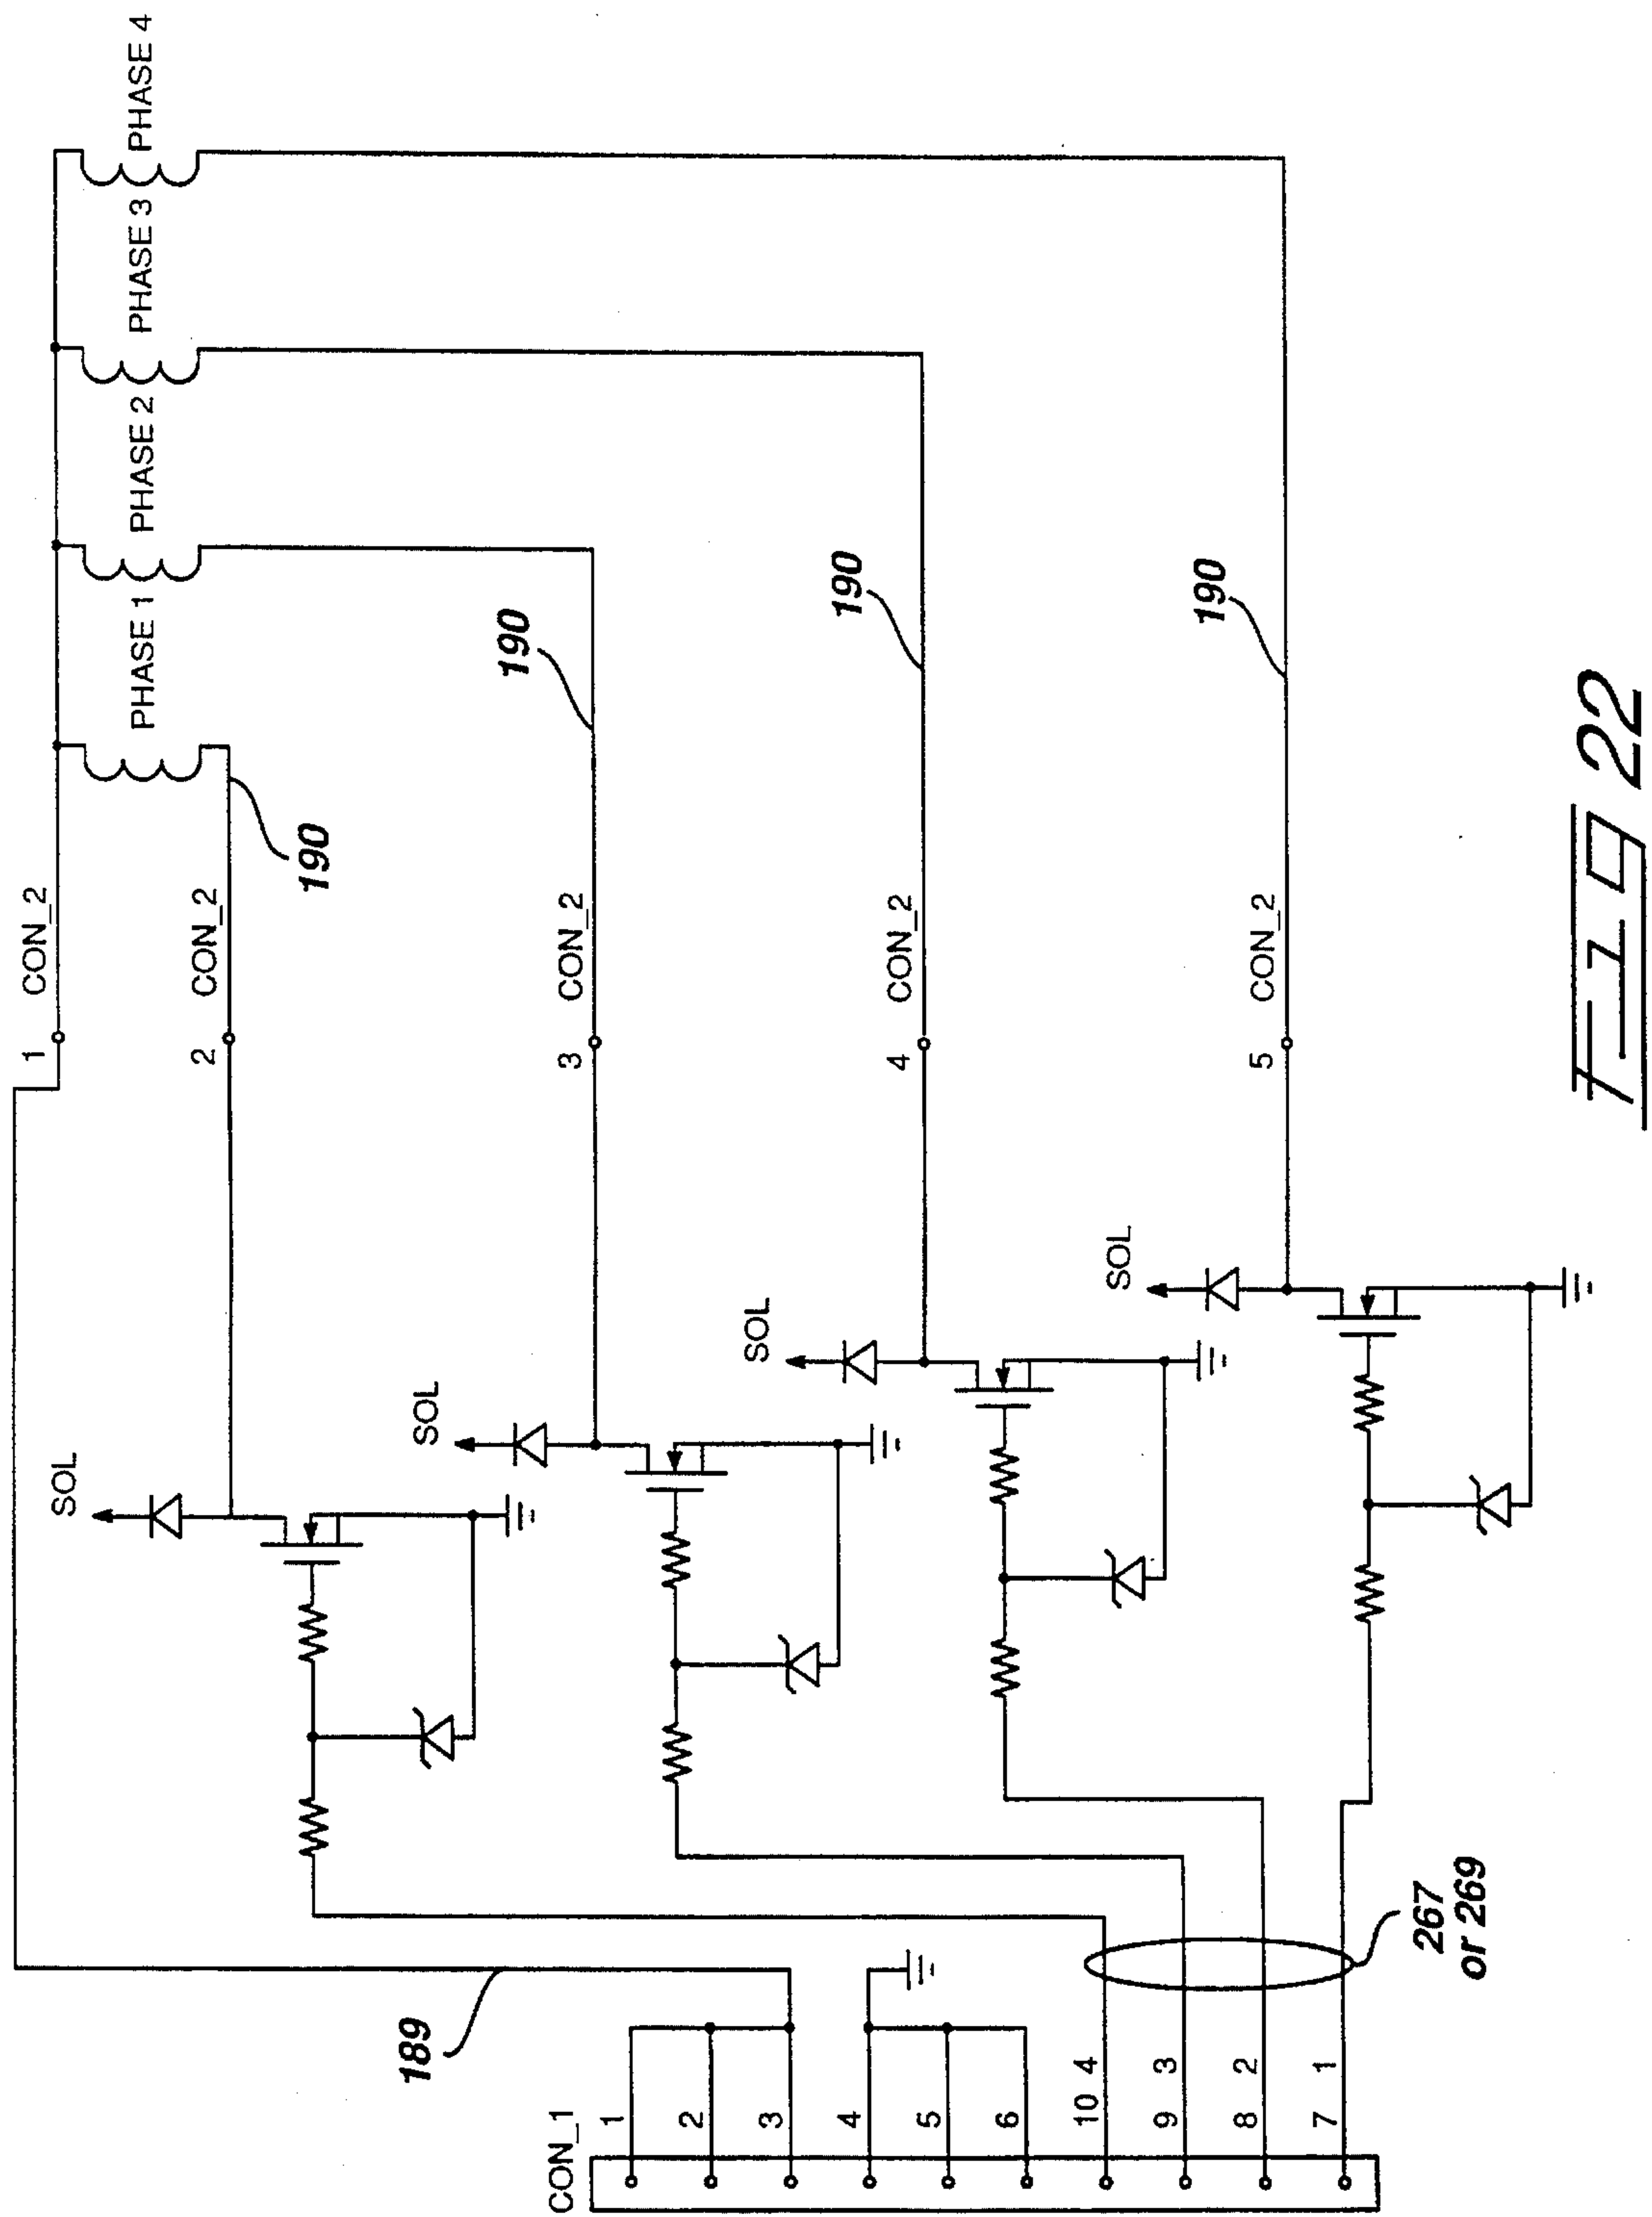 1 CON_2
PHASE 1
PHASE 2
PHASE 3
PHASE 4
2 CON_2
190
SOL
3 CON_2
190
SOL
4 CON_2
190
SOL
5 CON_2
190
SOL
189
CON_1
1
2
3
4
5
6
10 4
9 3
8 2
7 1
267
or 269
Fig 22